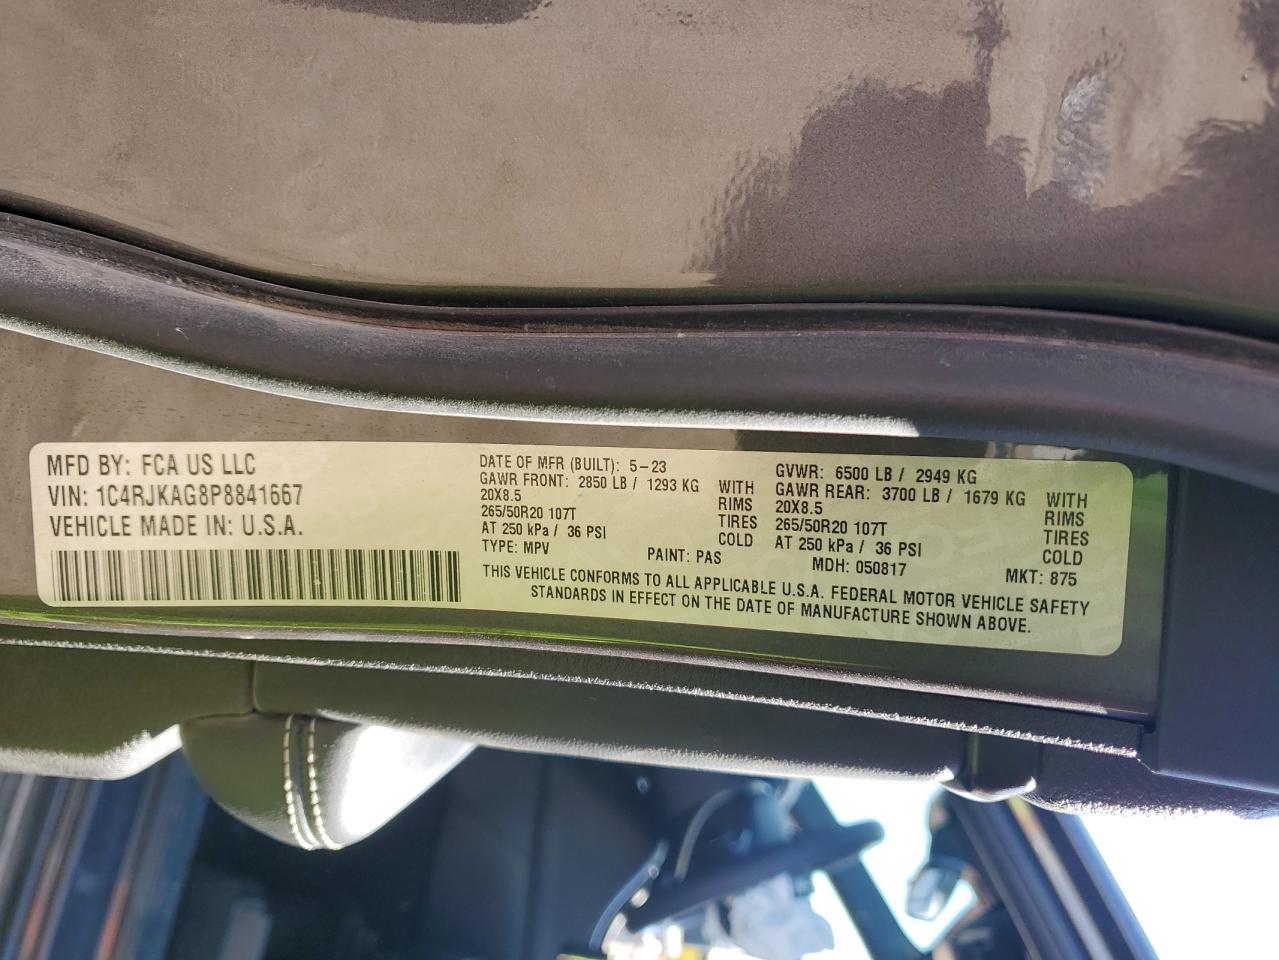 MFD BY: FCA US LLC
VIN: 1C4RJKAG8P8841667
VEHICLE MADE IN: U.S.A.
DATE OF MFR (BUILT): 5-23
GAWR FRONT: 2850 LB / 1293 KG WITH
20X8.5 RIMS
265/50R20 107T TIRES
AT 250 kPa / 36 PSI COLD
TYPE: MPV PAINT: PAS
GVWR: 6500 LB / 2949 KG
GAWR REAR: 3700 LB / 1679 KG WITH
20X8.5 RIMS
265/50R20 107T TIRES
AT 250 kPa / 36 PSI COLD
MDH: 050817 MKT: 875
THIS VEHICLE CONFORMS TO ALL APPLICABLE U.S.A. FEDERAL MOTOR VEHICLE SAFETY
STANDARDS IN EFFECT ON THE DATE OF MANUFACTURE SHOWN ABOVE.